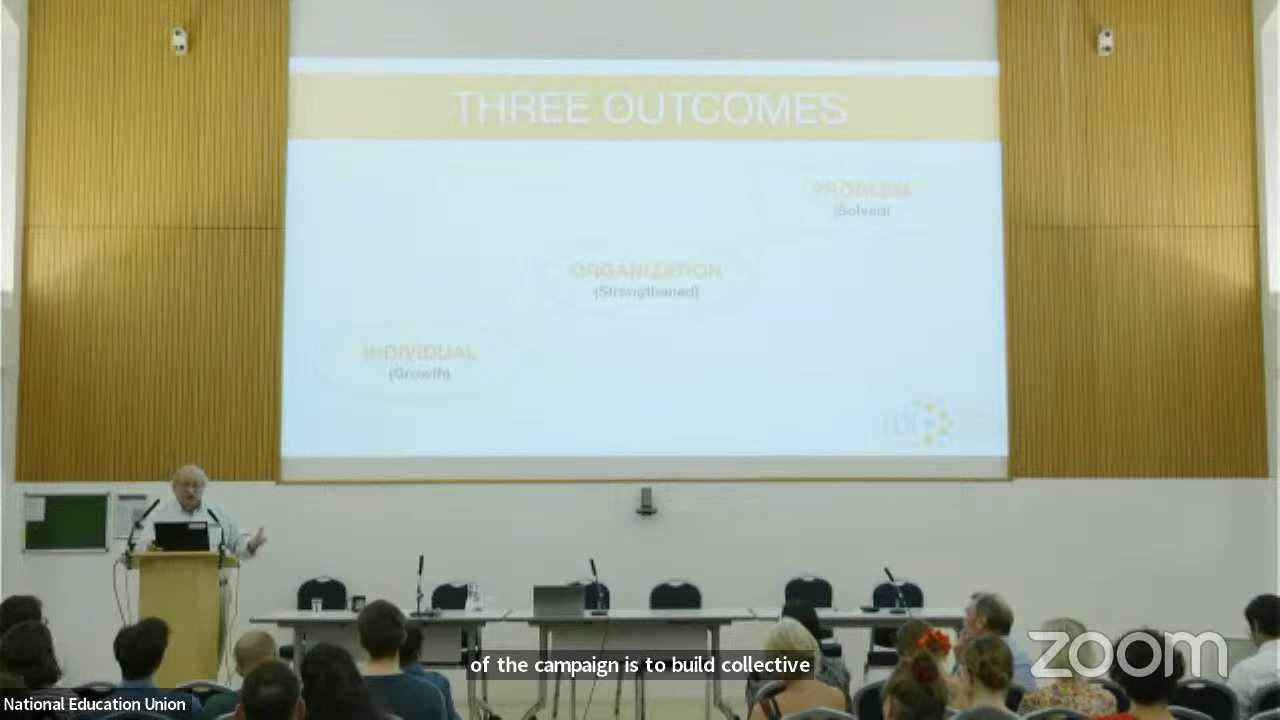 THREE OUTCOMES
PROBLEM
(Solved)
ORGANIZATION
(Strengthened)
INDIVIDUAL
(Growth)
of the campaign is to build collective
zoom
National Education Union